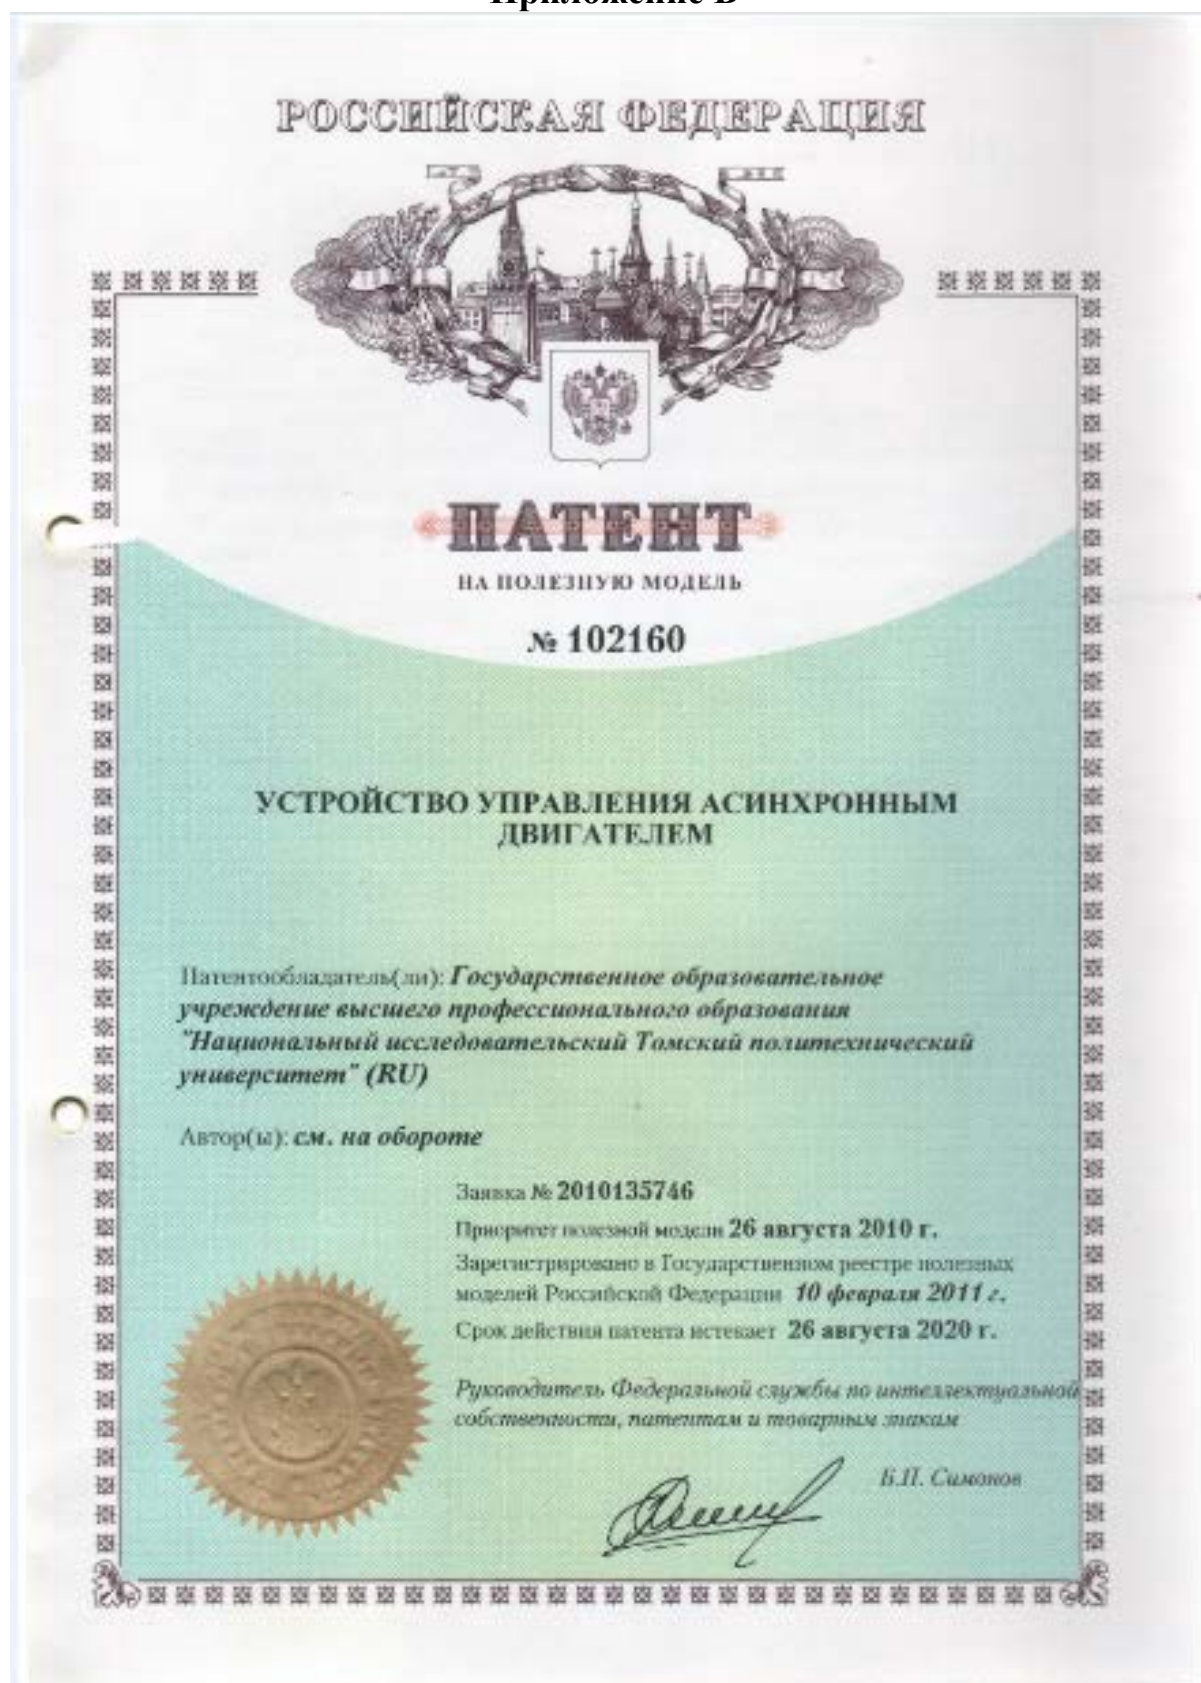 Приложение В
РОССИЙСКАЯ ФЕДЕРАЦИЯ
ПАТЕНТ
НА ПОЛЕЗНУЮ МОДЕЛЬ
№ 102160
УСТРОЙСТВО УПРАВЛЕНИЯ АСИНХРОННЫМ
ДВИГАТЕЛЕМ
Патентообладатель(ли): Государственное образовательное
учреждение высшего профессионального образования
"Национальный исследовательский Томский политехнический
университет" (RU)
Автор(ы): см. на обороте
Заявка № 2010135746
Приоритет полезной модели 26 августа 2010 г.
Зарегистрировано в Государственном реестре полезных
моделей Российской Федерации 10 февраля 2011 г.
Срок действия патента истекает 26 августа 2020 г.
Руководитель Федеральной службы по интеллектуальной
собственности, патентам и товарным знакам
Б.П. Симонов